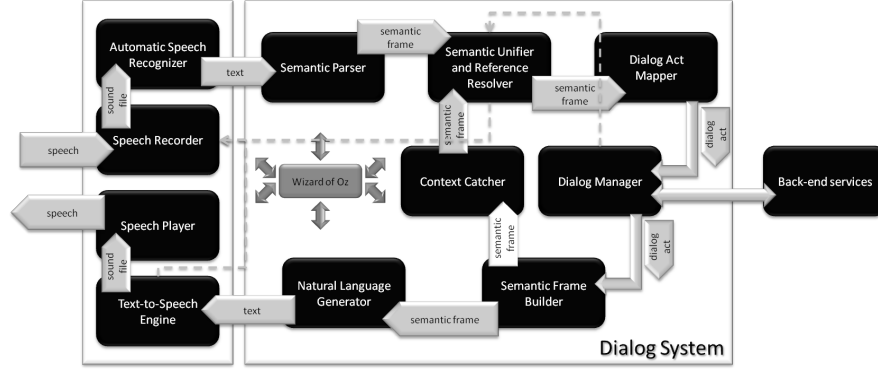 semantic
frame
Automatic Speech
Recognizer
text
Semantic Parser
Semantic Unifier
and Reference
Resolver
semantic
frame
Dialog Act
Mapper
sound
file
semantic
frame
dialog
act
speech
Speech Recorder
Wizard of Oz
Context Catcher
Dialog Manager
Back-end services
speech
Speech Player
semantic
frame
dialog
act
sound
file
Text-to-Speech
Engine
text
Natural Language
Generator
semantic frame
Semantic Frame
Builder
Dialog System